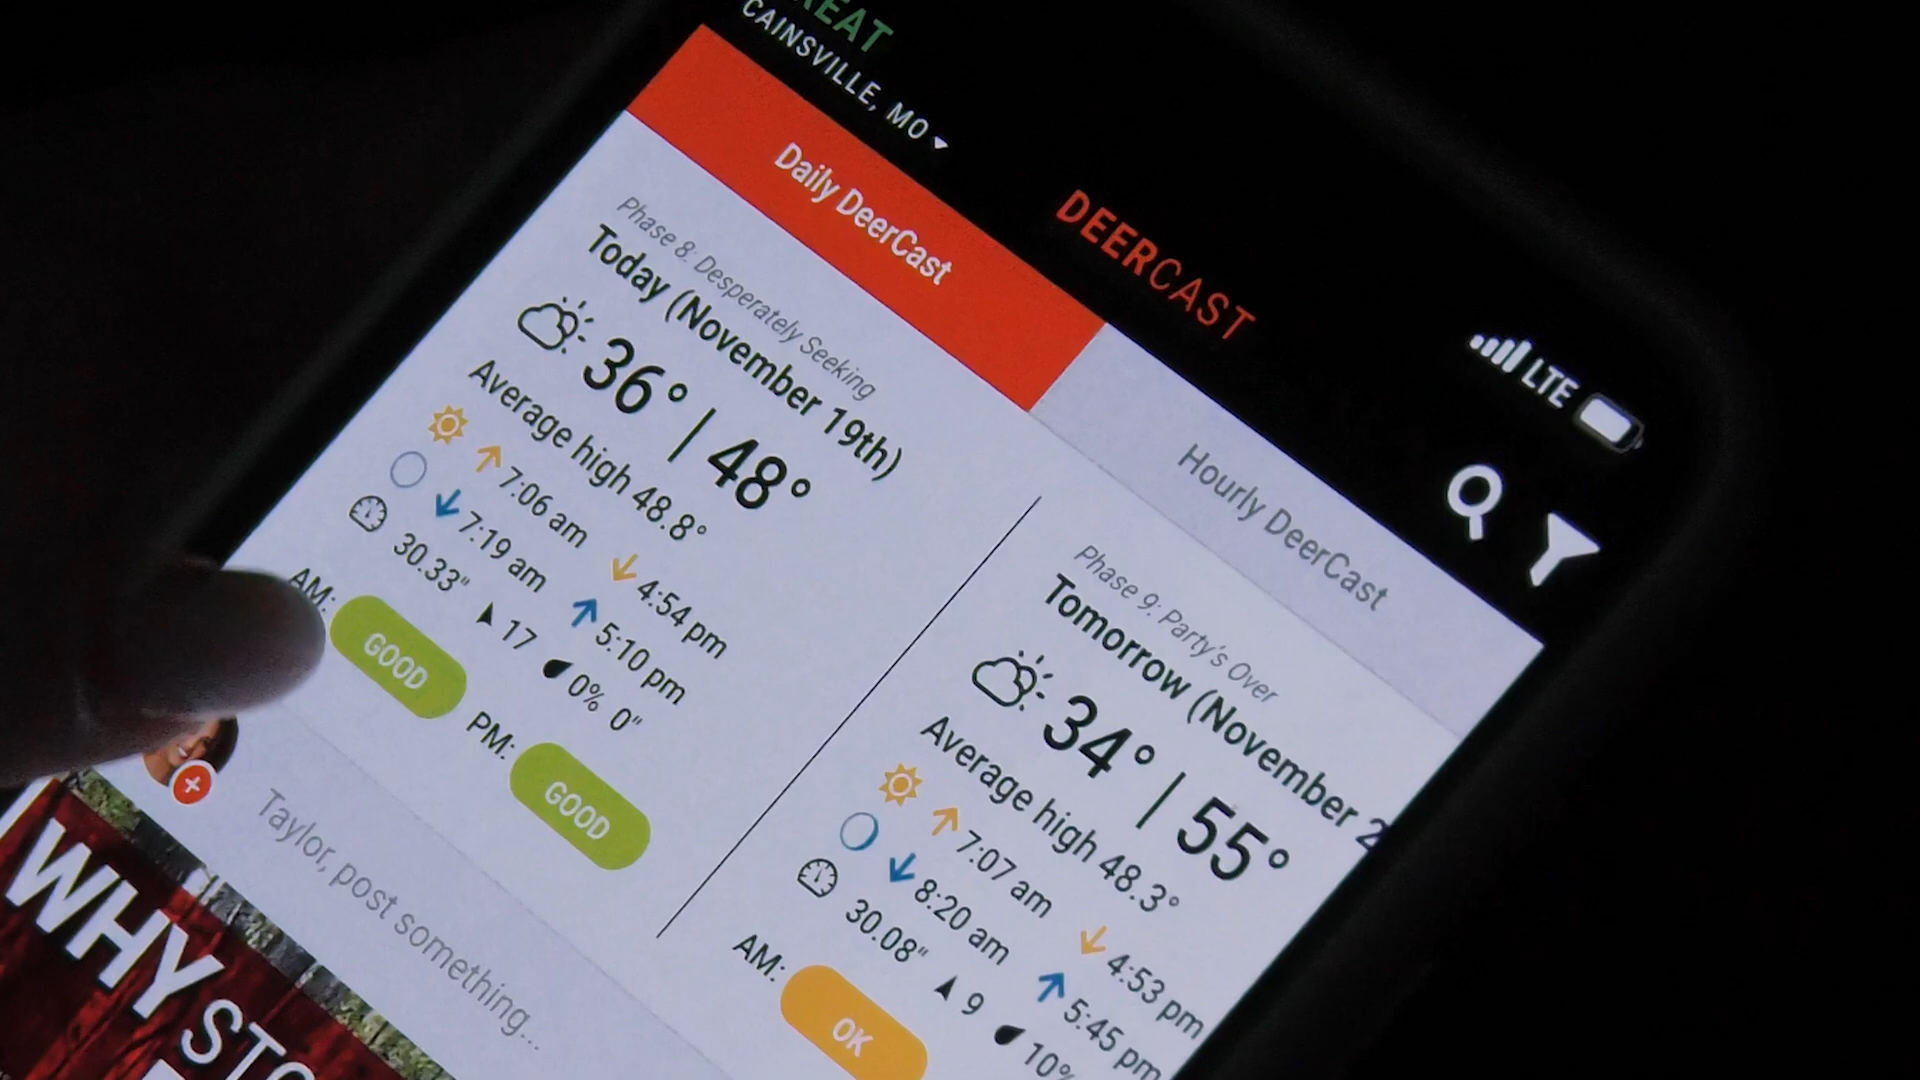 CAINSVILLE, MO
DEERCAST
LTE
Daily DeerCast
Hourly DeerCast
Phase 8: Desperately Seeking
Today (November 19th)
36° | 48°
Average high 48.8°
7:06 am 4:54 pm
7:19 am 5:10 pm
30.33" 17 0% 0"
AM: GOOD PM: GOOD
Phase 9: Party's Over
Tomorrow (November 2
34° | 55°
Average high 48.3°
7:07 am 4:53 pm
8:20 am 5:45 pm
30.08" 9 10%
AM: OK
Taylor, post something...
WHY